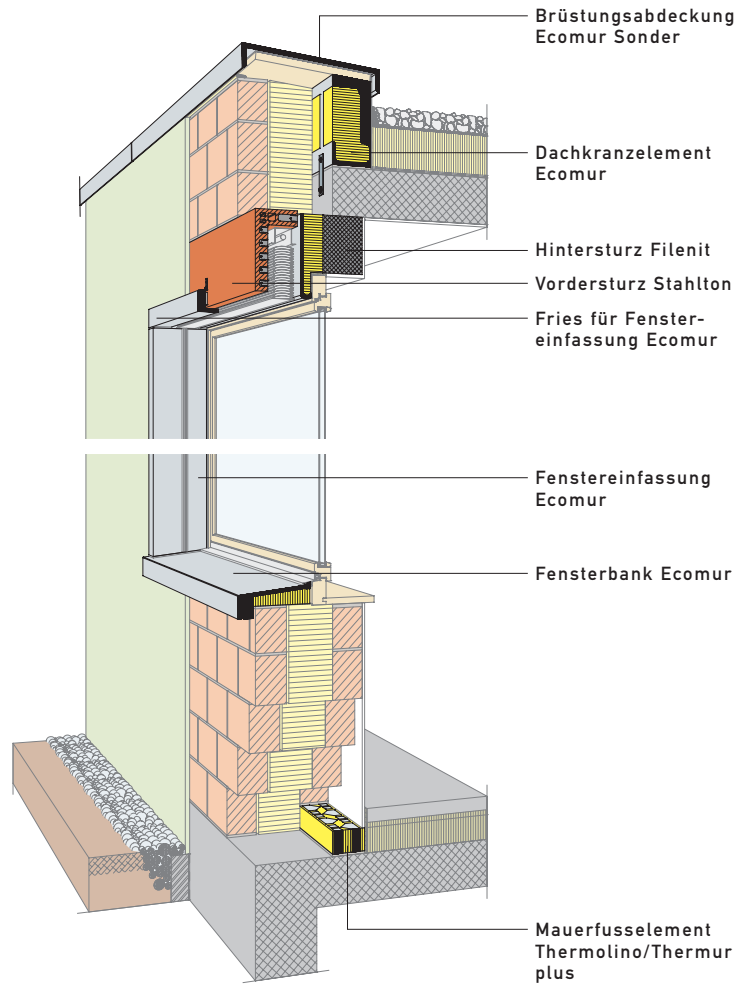 Brüstungsabdeckung
Ecomur Sonder
Dachkranzelement
Ecomur
Hintersturz Filenit
Vordersturz Stahlton
Fries für Fenster-
einfassung Ecomur
Fenstereinfassung
Ecomur
Fensterbank Ecomur
Mauerfusselement
Thermolino/Thermur
plus